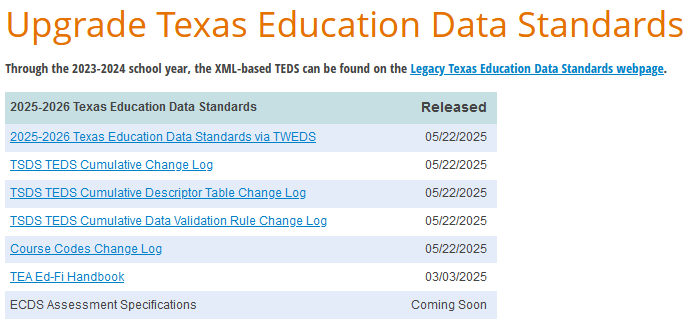 Upgrade Texas Education Data Standards
Through the 2023-2024 school year, the XML-based TEDS can be found on the Legacy Texas Education Data Standards webpage.
2025-2026 Texas Education Data Standards Released
2025-2026 Texas Education Data Standards via TWEDS 05/22/2025
TSDS TEDS Cumulative Change Log 05/22/2025
TSDS TEDS Cumulative Descriptor Table Change Log 05/22/2025
TSDS TEDS Cumulative Data Validation Rule Change Log 05/22/2025
Course Codes Change Log 05/22/2025
TEA Ed-Fi Handbook 03/03/2025
ECDS Assessment Specifications Coming Soon